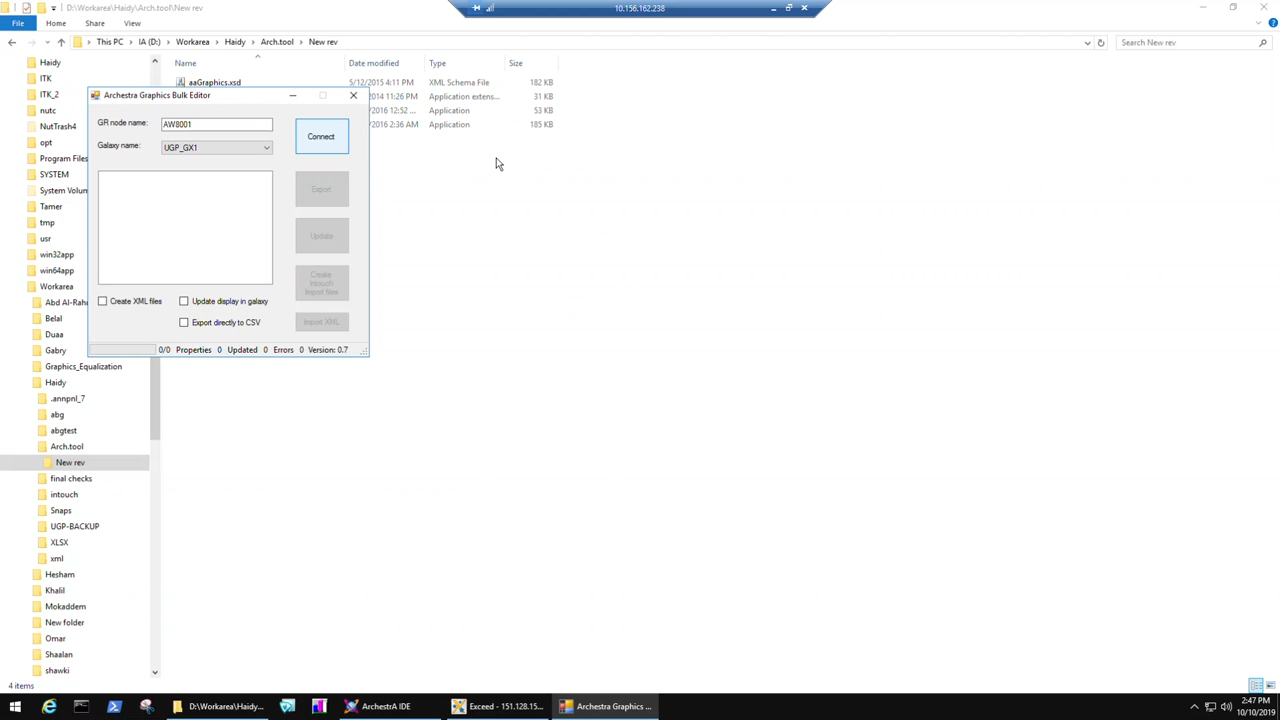 D:\Workarea\Haidy\Arch.tool\New rev
10.156.162.238
File Home Share View
This PC IA (D:) Workarea Haidy Arch.tool New rev
Search New rev
Name Date modified Type Size
aaGraphics.xsd 5/12/2015 4:11 PM XML Schema File 182 KB
2014 11:26 PM Application extens... 31 KB
2016 12:52 ... Application 53 KB
2016 2:36 AM Application 185 KB
Haidy
ITK
ITK_2
nutc
NutTrash4
opt
Program Files
SYSTEM
System Volum
Tamer
tmp
usr
win32app
win64app
Workarea
Abd Al-Rah
Belal
Duaa
Gabry
Graphics_Equalization
Haidy
.annpnl_7
abg
abgtest
Arch.tool
New rev
final checks
intouch
Snaps
UGP-BACKUP
XLSX
xml
Hesham
Khalil
Mokaddem
New folder
Omar
Shaalan
shawki
Archestra Graphics Bulk Editor
GR node name: AW8001
Connect
Galaxy name: UGP_GX1
Export
Update
Create
Intouch
Import files
Create XML files Update display in galaxy
Export directly to CSV
Import XML
0/0 Properties 0 Updated 0 Errors 0 Version: 0.7
4 items
D:\Workarea\Haidy...
ArchestrA IDE
Exceed - 151.128.15...
Archestra Graphics ...
2:47 PM
10/10/2019